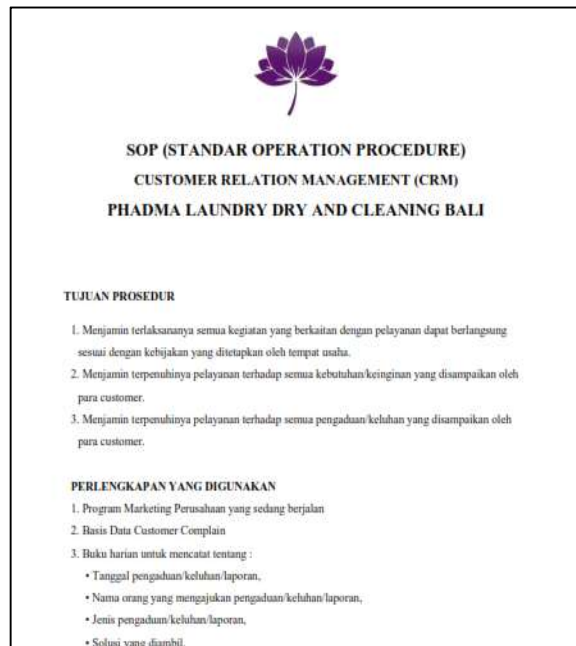 SOP (STANDAR OPERATION PROCEDURE)
CUSTOMER RELATION MANAGEMENT (CRM)
PHADMA LAUNDRY DRY AND CLEANING BALI
TUJUAN PROSEDUR
1. Menjamin terlaksananya semua kegiatan yang berkaitan dengan pelayanan dapat berlangsung
sesuai dengan kebijakan yang ditetapkan oleh tempat usaha.
2. Menjamin terpenuhinya pelayanan terhadap semua kebutuhan/keinginan yang disampaikan oleh
para customer.
3. Menjamin terpenuhinya pelayanan terhadap semua pengaduan/keluhan yang disampaikan oleh
para customer.
PERLENGKAPAN YANG DIGUNAKAN
1. Program Marketing Perusahaan yang sedang berjalan
2. Basis Data Customer Complain
3. Buku harian untuk mencatat tentang :
• Tanggal pengaduan/keluhan/laporan,
• Nama orang yang mengajukan pengaduan/keluhan/laporan,
• Jenis pengaduan/keluhan/laporan,
• Solusi yang diambil.